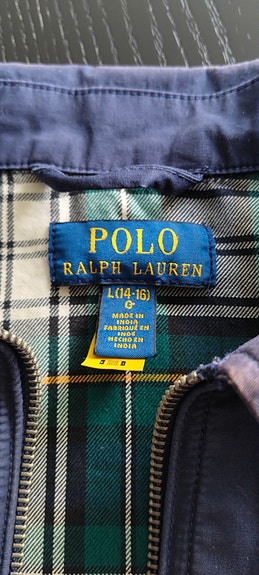 POLO
RALPH LAUREN
L(14-16)
MADE IN
INDIA
FABRIQUÉ EN
INDE
HECHO EN
INDIA